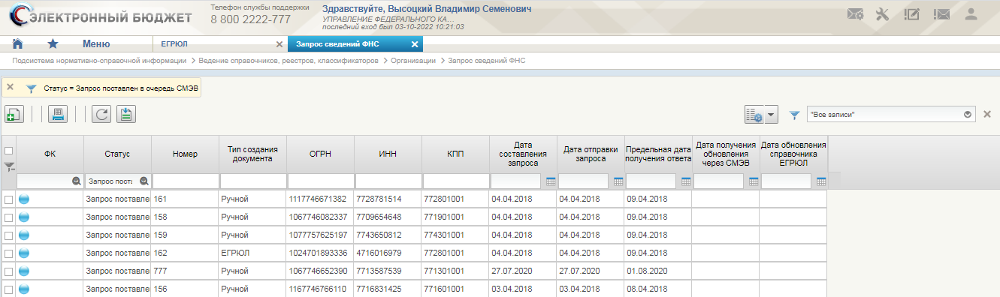 ЭЛЕКТРОННЫЙ БЮДЖЕТ
Телефон службы поддержки
8 800 2222-777
Здравствуйте, Высоцкий Владимир Семенович
УПРАВЛЕНИЕ ФЕДЕРАЛЬНОГО КА...
последний вход был 03-10-2022 10:21:03
Меню
ЕГРЮЛ
Запрос сведений ФНС
Подсистема нормативно-справочной информации > Ведение справочников, реестров, классификаторов > Организации > Запрос сведений ФНС
Статус = Запрос поставлен в очередь СМЭВ
"Все записи"
ФК
Статус
Номер
Тип создания документа
ОГРН
ИНН
КПП
Дата составления запроса
Дата отправки запроса
Предельная дата получения ответа
Дата получения обновления через СМЭВ
Дата обновления справочника ЕГРЮЛ
Запрос поста
Запрос поставлен 161 Ручной 1117746671382 7728781514 772801001 04.04.2018 04.04.2018 09.04.2018
Запрос поставлен 158 Ручной 1067746082337 7709654648 771901001 04.04.2018 04.04.2018 09.04.2018
Запрос поставлен 159 Ручной 1077757625197 7743650812 774301001 04.04.2018 04.04.2018 09.04.2018
Запрос поставлен 162 ЕГРЮЛ 1024701893336 4716016979 772801001 04.04.2018 04.04.2018 09.04.2018
Запрос поставлен 777 Ручной 1067746652390 7713587539 771301001 27.07.2020 27.07.2020 01.08.2020
Запрос поставлен 156 Ручной 1167746766110 7716831425 771601001 03.04.2018 03.04.2018 08.04.2018